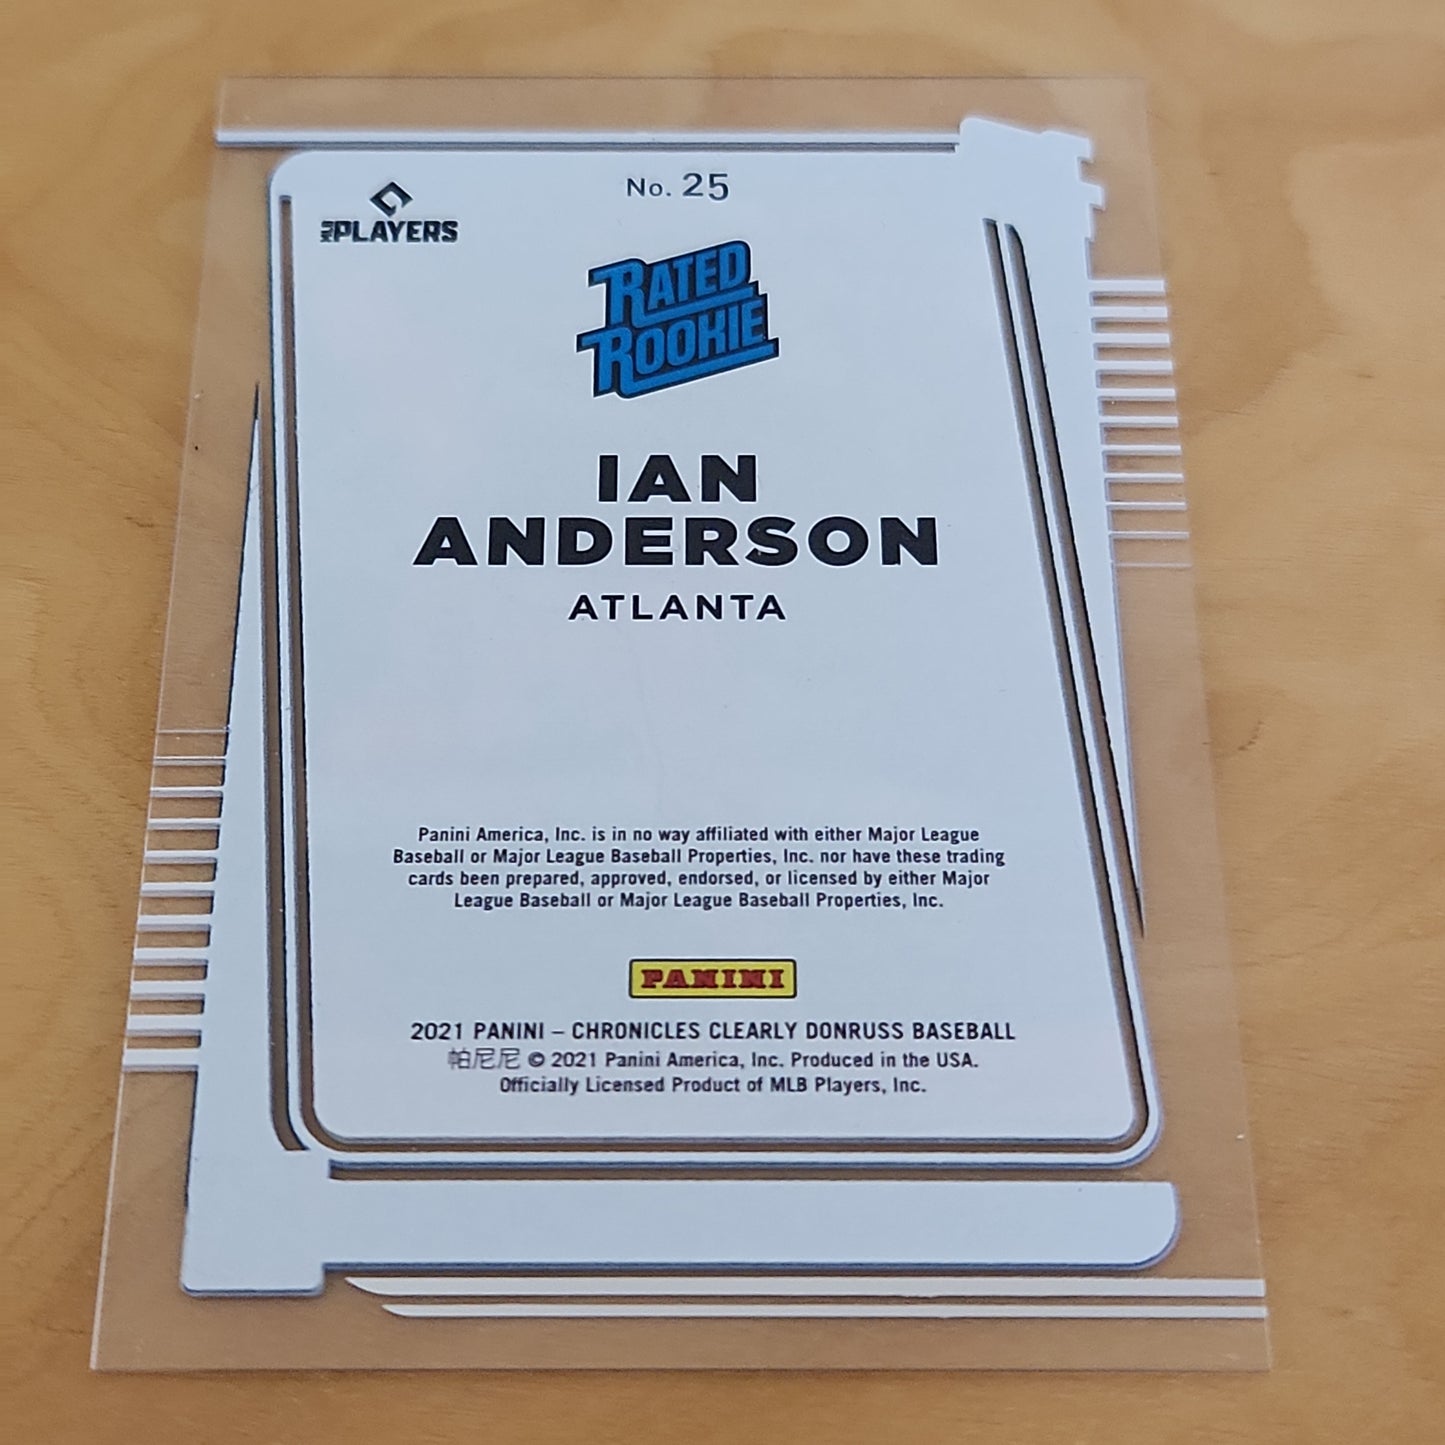 No. 25
MLB PLAYERS
RATED
ROOKIE
IAN
ANDERSON
ATLANTA
Panini America, Inc. is in no way affiliated with either Major League
Baseball or Major League Baseball Properties, Inc. nor have these trading
cards been prepared, approved, endorsed, or licensed by either Major
League Baseball or Major League Baseball Properties, Inc.
PANINI
2021 PANINI – CHRONICLES CLEARLY DONRUSS BASEBALL
帕尼尼 © 2021 Panini America, Inc. Produced in the USA.
Officially Licensed Product of MLB Players, Inc.